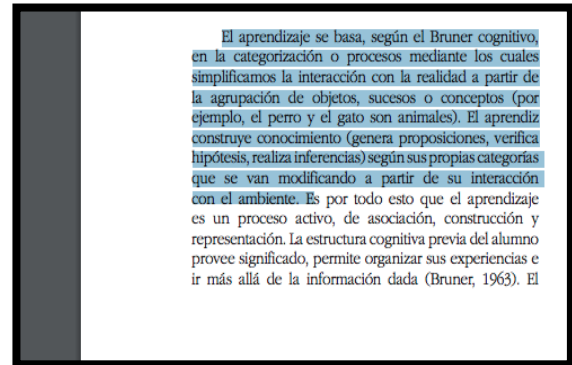 El aprendizaje se basa, según el Bruner cognitivo,
en la categorización o procesos mediante los cuales
simplificamos la interacción con la realidad a partir de
la agrupación de objetos, sucesos o conceptos (por
ejemplo, el perro y el gato son animales). El aprendiz
construye conocimiento (genera proposiciones, verifica
hipótesis, realiza inferencias) según sus propias categorías
que se van modificando a partir de su interacción
con el ambiente. Es por todo esto que el aprendizaje
es un proceso activo, de asociación, construcción y
representación. La estructura cognitiva previa del alumno
provee significado, permite organizar sus experiencias e
ir más allá de la información dada (Bruner, 1963). El